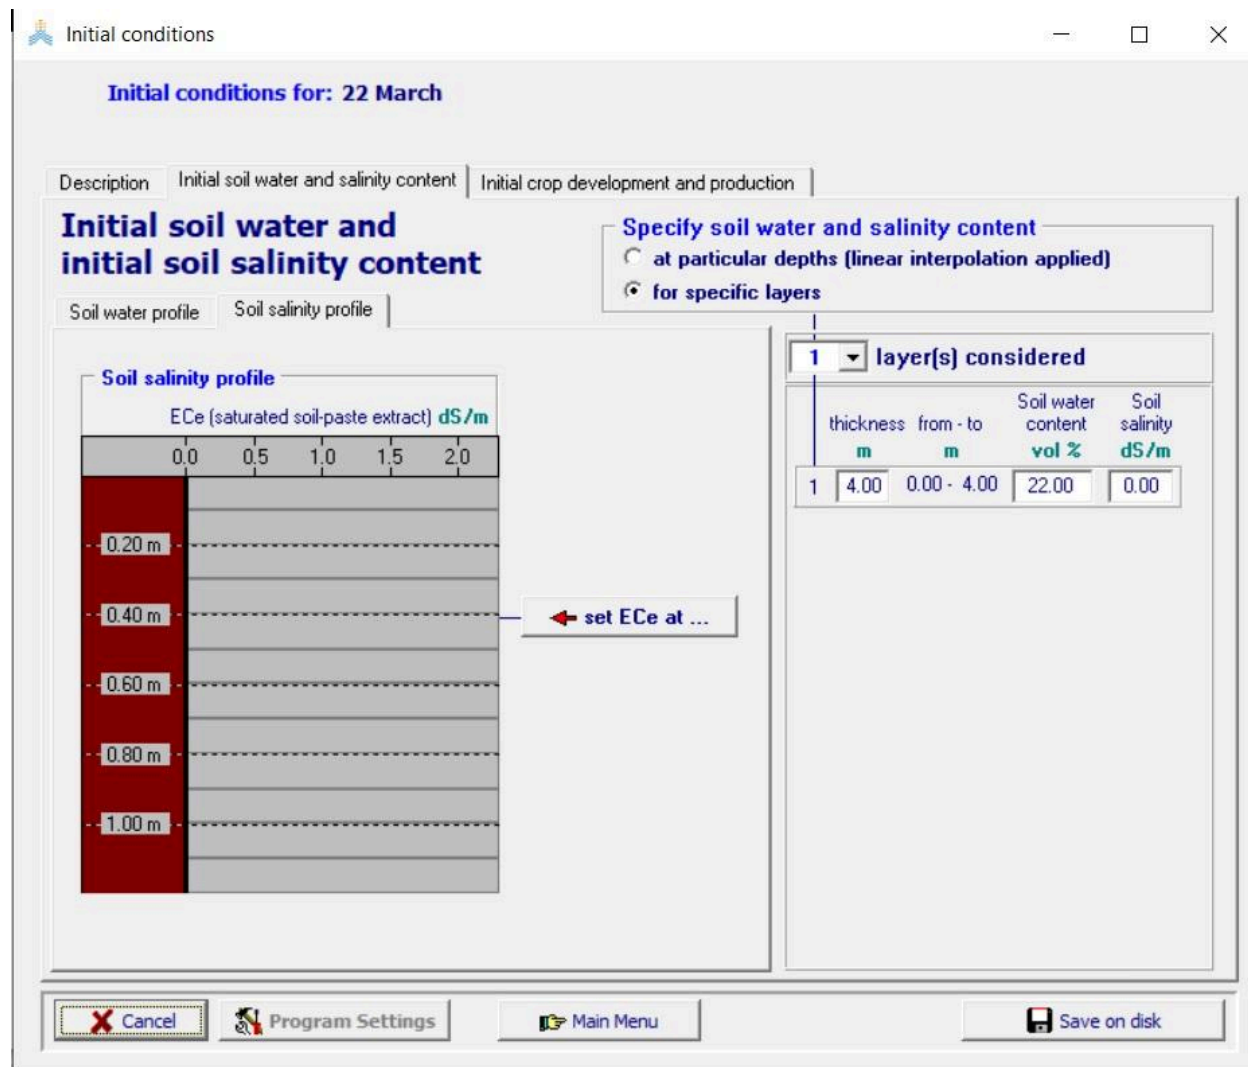 Initial conditions
Initial conditions for: 22 March
Description Initial soil water and salinity content Initial crop development and production
Initial soil water and
initial soil salinity content
Specify soil water and salinity content
at particular depths (linear interpolation applied)
for specific layers
Soil water profile Soil salinity profile
Soil salinity profile
ECe (saturated soil-paste extract) dS/m
0.0 0.5 1.0 1.5 2.0
0.20 m
0.40 m
0.60 m
0.80 m
1.00 m
set ECe at ...
1 layer(s) considered
Soil water Soil
thickness from - to content salinity
m m vol % dS/m
1 4.00 0.00 - 4.00 22.00 0.00
Cancel Program Settings Main Menu Save on disk